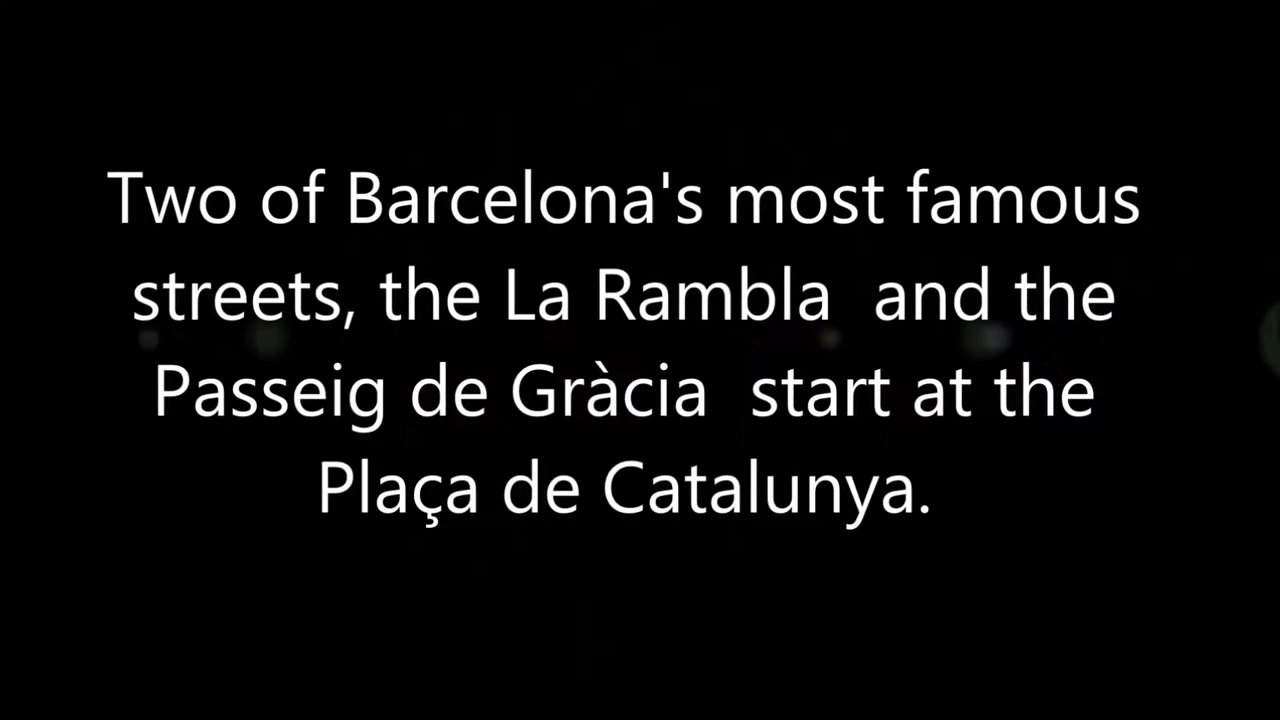 Two of Barcelona's most famous
streets, the La Rambla  and the
Passeig de Gràcia  start at the
Plaça de Catalunya.